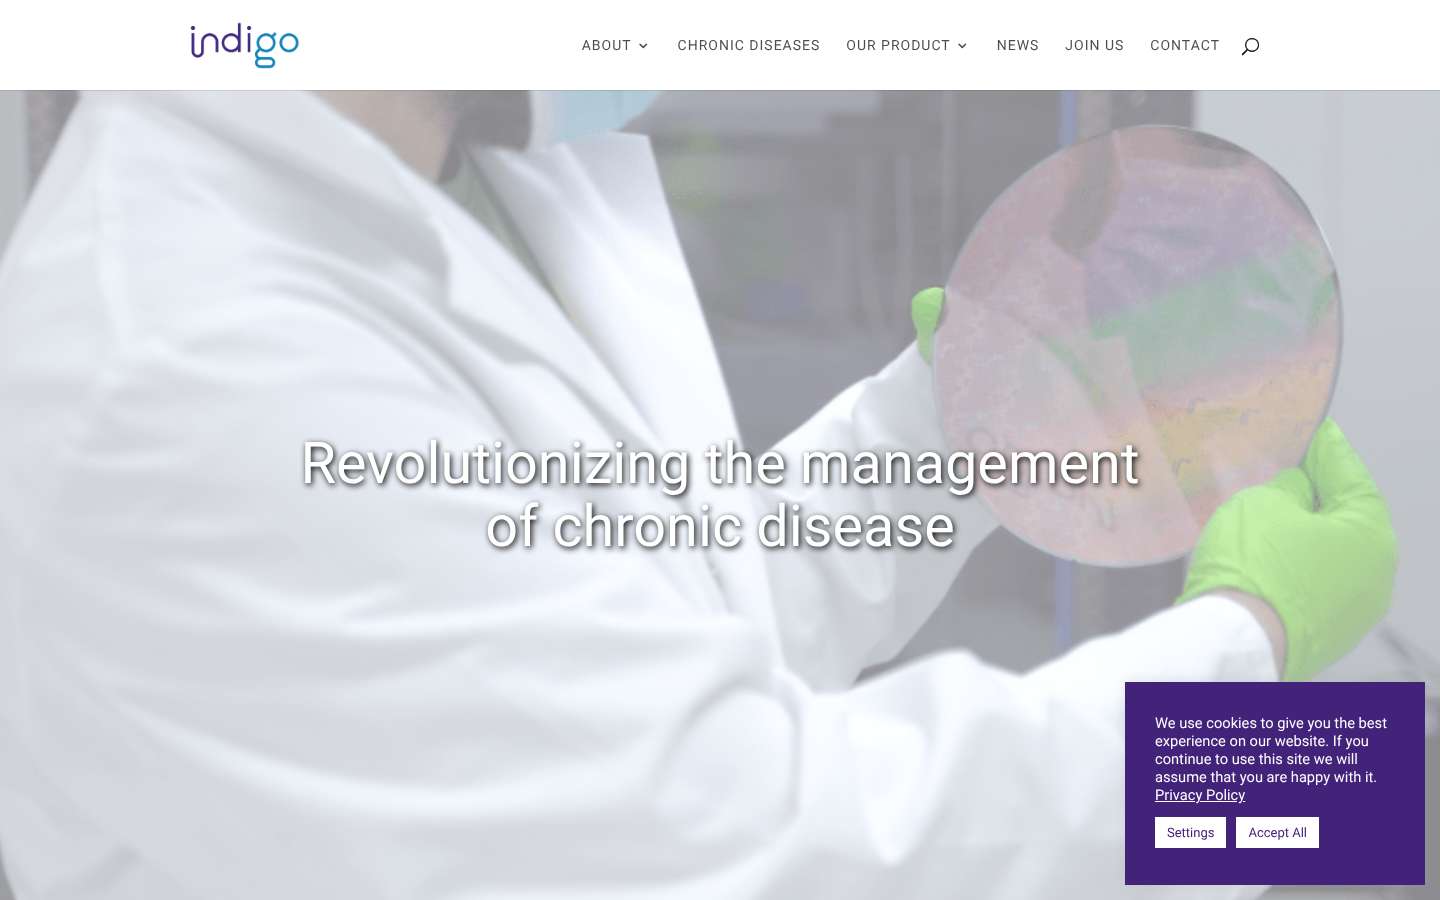 indigo
ABOUT
CHRONIC DISEASES
OUR PRODUCT
NEWS
JOIN US
CONTACT
Revolutionizing the management
of chronic disease
We use cookies to give you the best
experience on our website. If you
continue to use this site we will
assume that you are happy with it.
Privacy Policy
Settings
Accept All